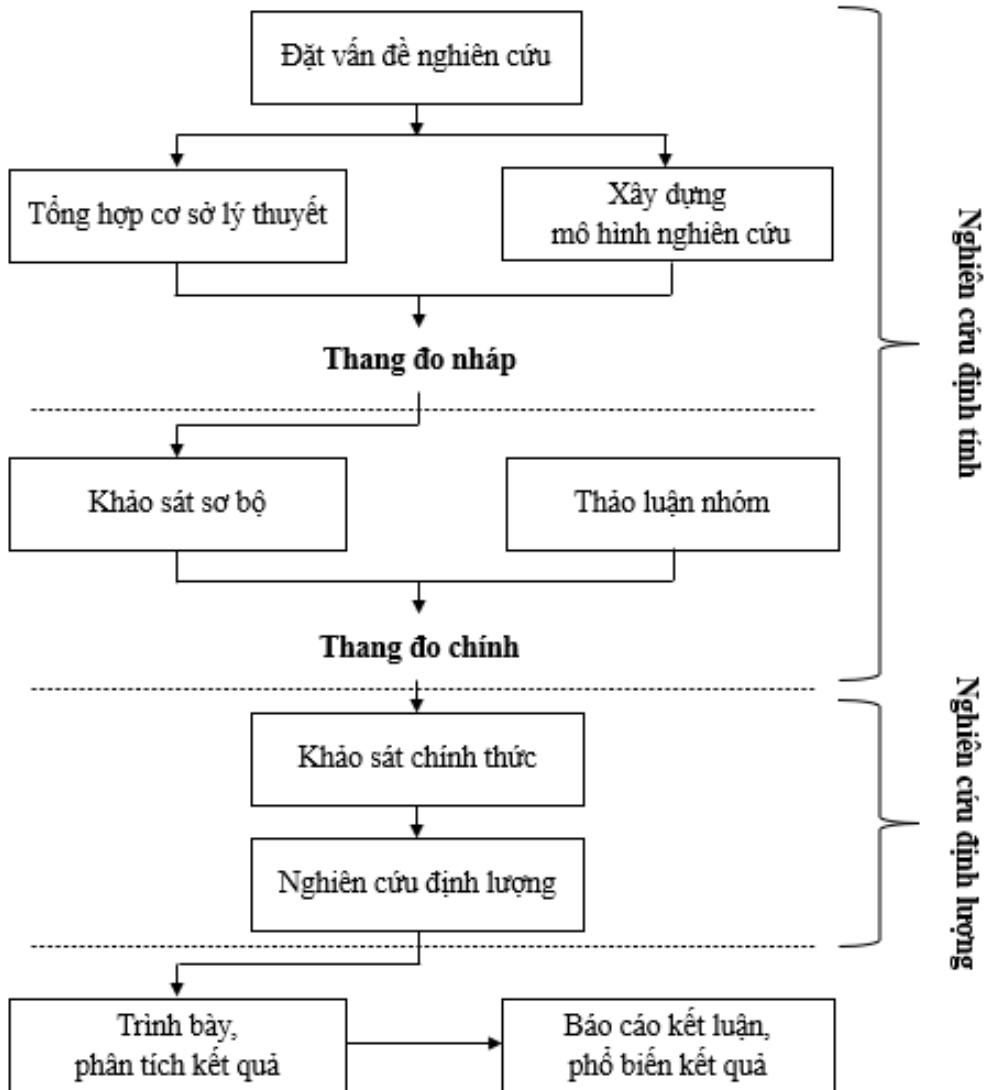 Đặt vấn đề nghiên cứu
Tổng hợp cơ sở lý thuyết
Xây dựng
mô hình nghiên cứu
Thang đo nháp
Khảo sát sơ bộ
Thảo luận nhóm
Thang đo chính
Nghiên cứu định tính
Khảo sát chính thức
Nghiên cứu định lượng
Nghiên cứu định lượng
Trình bày,
phân tích kết quả
Báo cáo kết luận,
phổ biến kết quả